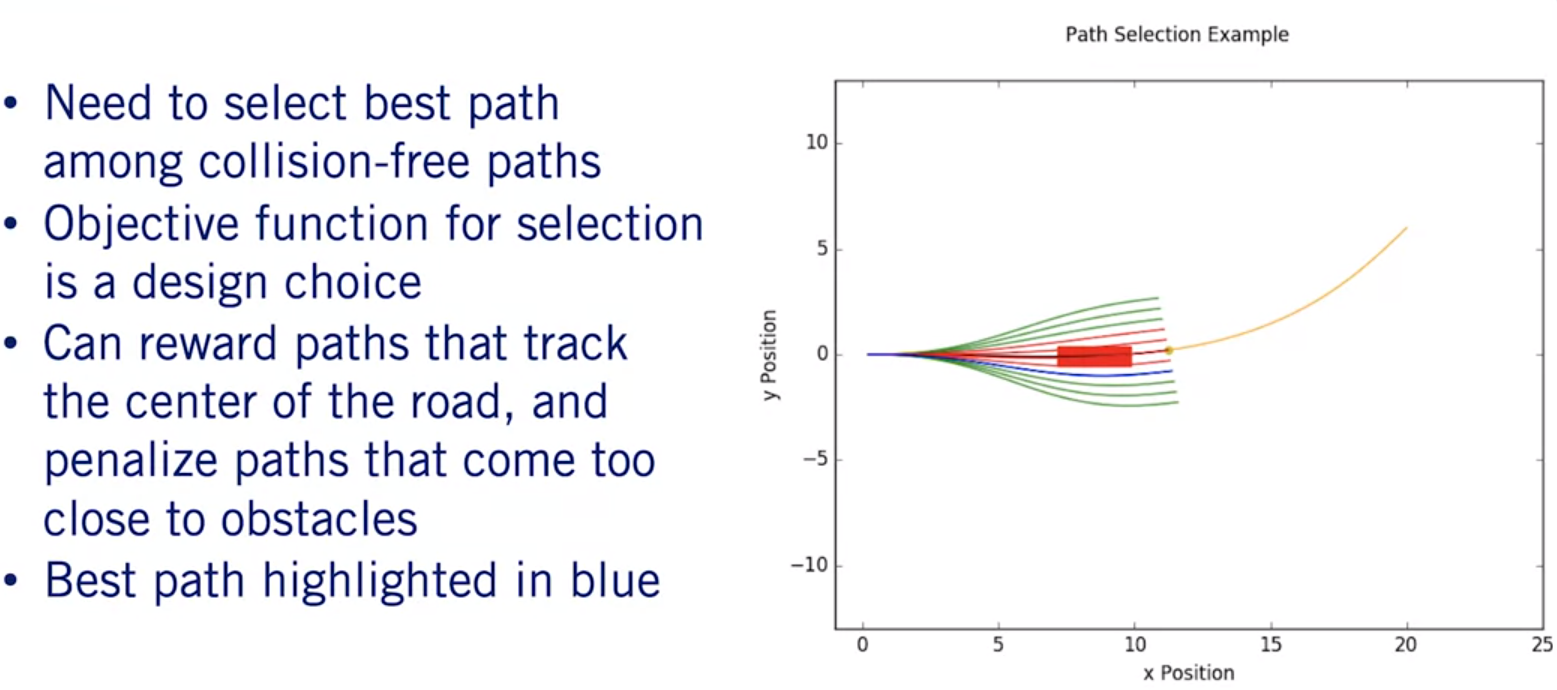 • Need to select best path
among collision-free paths
• Objective function for selection
is a design choice
• Can reward paths that track
the center of the road, and
penalize paths that come too
close to obstacles
• Best path highlighted in blue
Path Selection Example
10
5
0
−5
−10
y Position
0 5 10 15 20 25
x Position